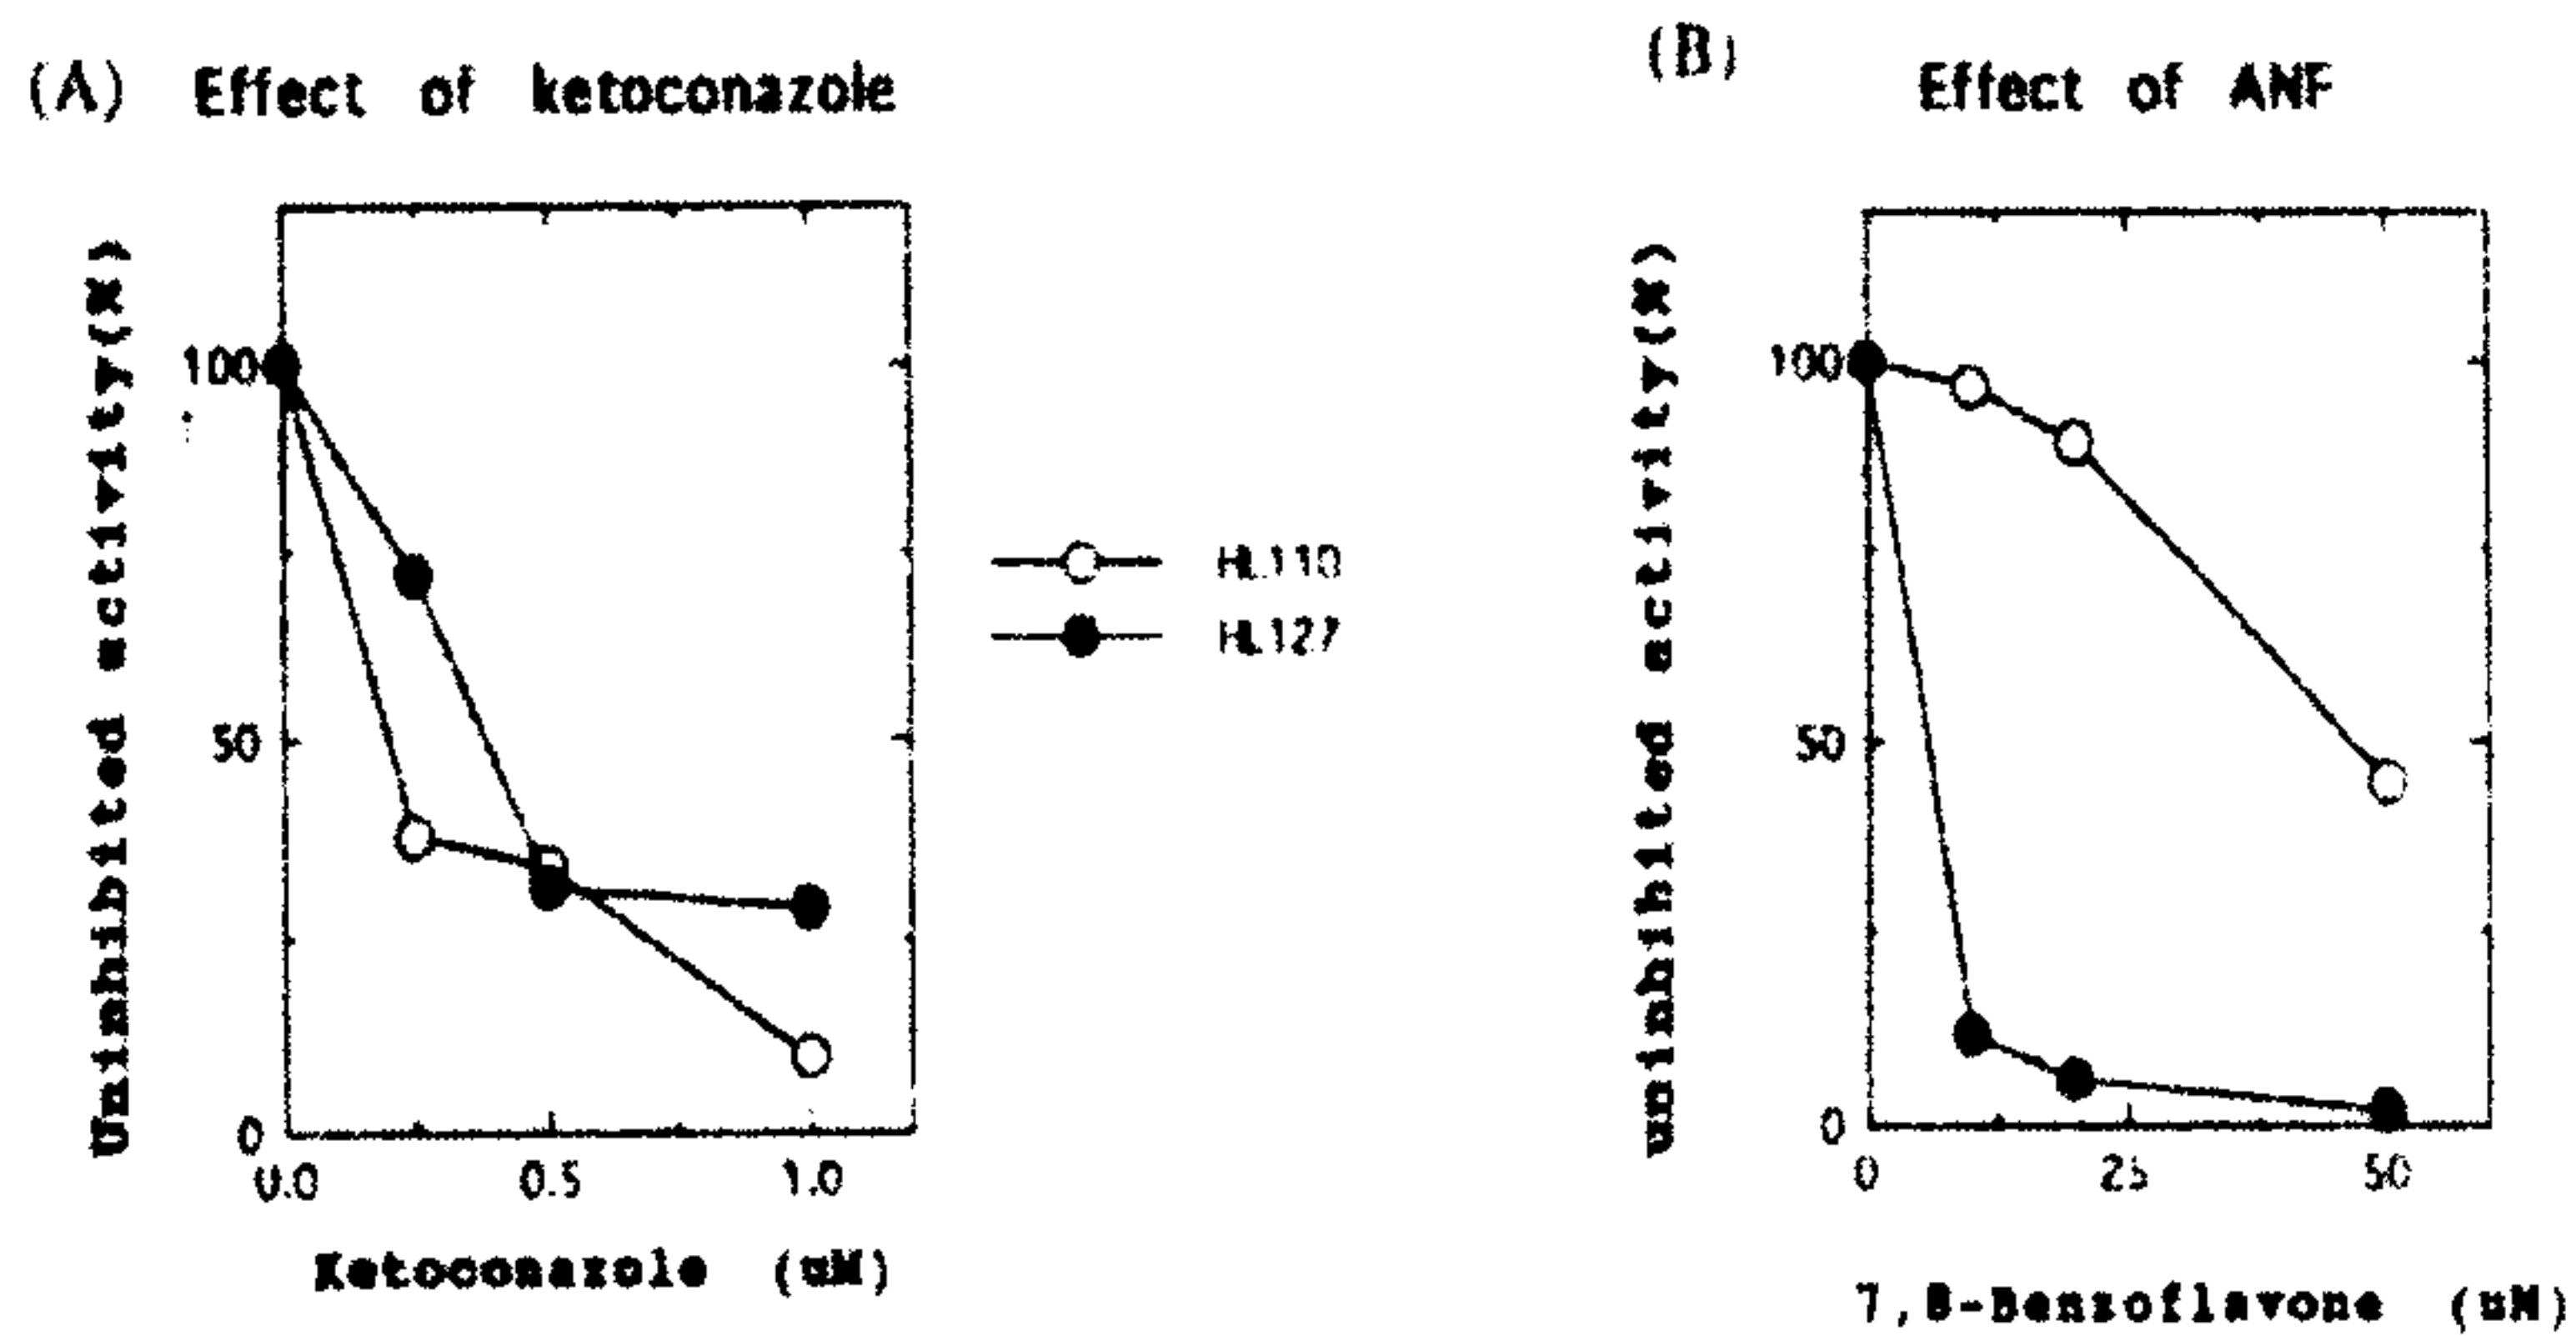 (A) Effect of ketoconazole
(B) Effect of ANF
Uninhibited activity(%)
100
50
0
0.0 0.5 1.0
Ketoconazole (uM)
HL110
HL127
uninhibited activity(%)
100
50
0
0 25 50
7,8-Benzoflavone (uM)